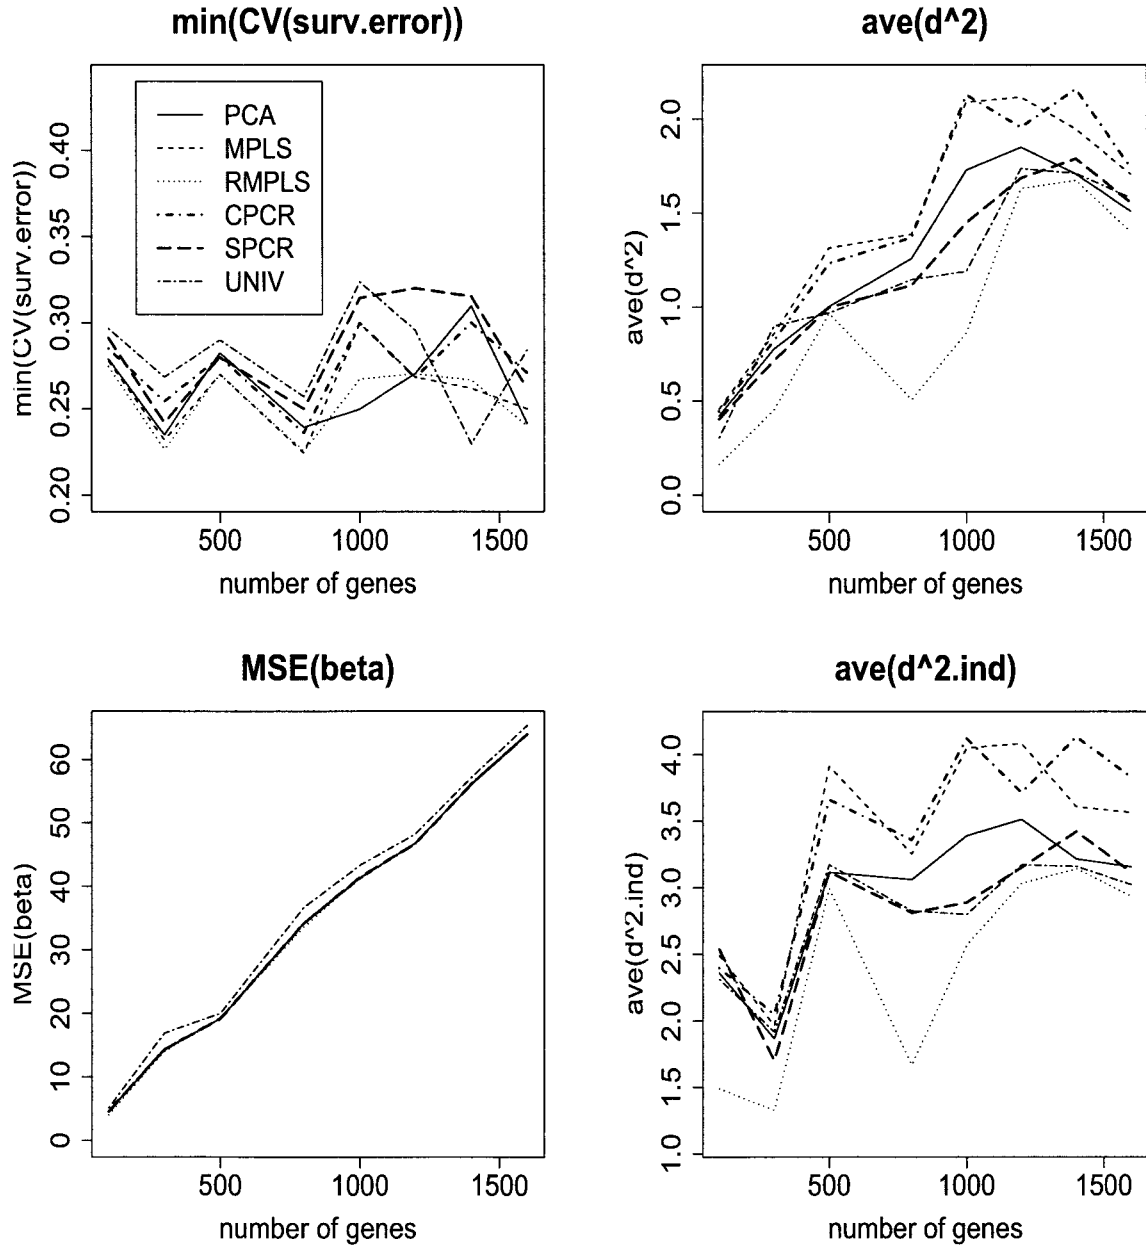 min(CV(surv.error))
min(CV(surv.error))
0.20 0.25 0.30 0.35 0.40
PCA
MPLS
RMPLS
CPCR
SPCR
UNIV
500 1000 1500
number of genes
ave(d^2)
ave(d^2)
0.0 0.5 1.0 1.5 2.0
500 1000 1500
number of genes
MSE(beta)
MSE(beta)
0 10 20 30 40 50 60
500 1000 1500
number of genes
ave(d^2.ind)
ave(d^2.ind)
1.0 1.5 2.0 2.5 3.0 3.5 4.0
500 1000 1500
number of genes